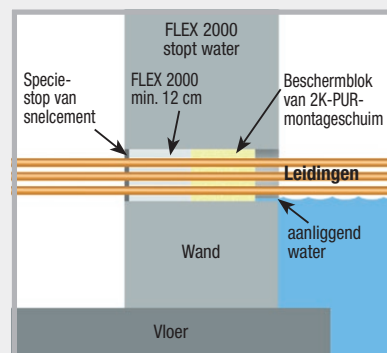 FLEX 2000
stopt water
Specie-
stop van
snelcement
FLEX 2000
min. 12 cm
Beschermblok
van 2K-PUR-
montageschuim
Leidingen
aanliggend
water
Wand
Vloer